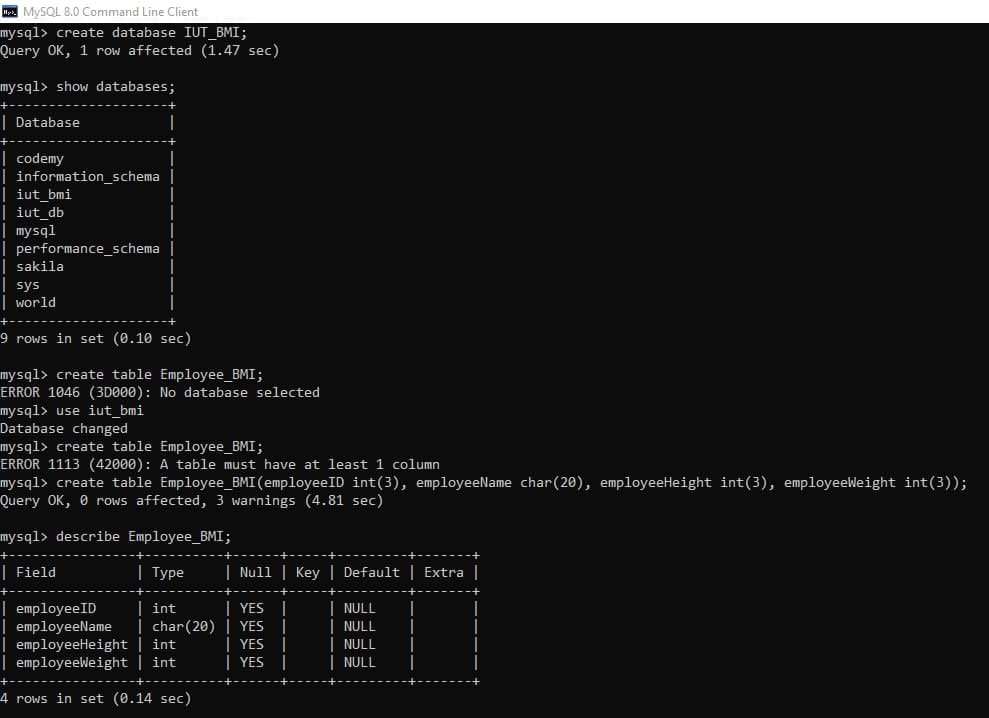 MySQL 8.0 Command Line Client
mysql> create database IUT_BMI;
Query OK, 1 row affected (1.47 sec)
mysql> show databases;
+--------------------+
| Database           |
+--------------------+
| codemy             |
| information_schema |
| iut_bmi            |
| iut_db             |
| mysql              |
| performance_schema |
| sakila             |
| sys                |
| world              |
+--------------------+
9 rows in set (0.10 sec)
mysql> create table Employee_BMI;
ERROR 1046 (3D000): No database selected
mysql> use iut_bmi
Database changed
mysql> create table Employee_BMI;
ERROR 1113 (42000): A table must have at least 1 column
mysql> create table Employee_BMI(employeeID int(3), employeeName char(20), employeeHeight int(3), employeeWeight int(3));
Query OK, 0 rows affected, 3 warnings (4.81 sec)
mysql> describe Employee_BMI;
+----------------+----------+------+-----+---------+-------+
| Field          | Type     | Null | Key | Default | Extra |
+----------------+----------+------+-----+---------+-------+
| employeeID     | int      | YES  |     | NULL    |       |
| employeeName   | char(20) | YES  |     | NULL    |       |
| employeeHeight | int      | YES  |     | NULL    |       |
| employeeWeight | int      | YES  |     | NULL    |       |
+----------------+----------+------+-----+---------+-------+
4 rows in set (0.14 sec)